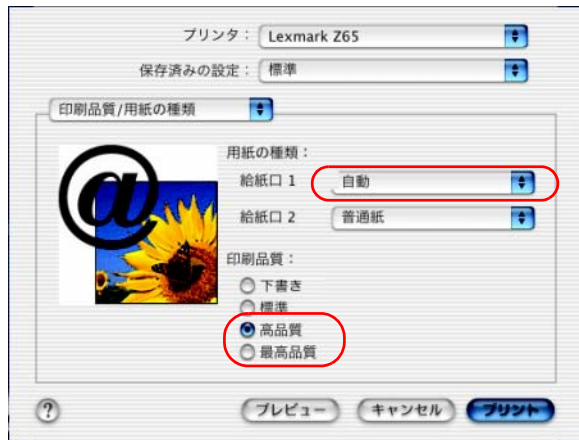 プリンタ： Lexmark Z65
保存済みの設定： 標準
印刷品質/用紙の種類
@
用紙の種類：
給紙口 1 自動
給紙口 2 普通紙
印刷品質：
下書き
標準
高品質
最高品質
? プレビュー キャンセル プリント